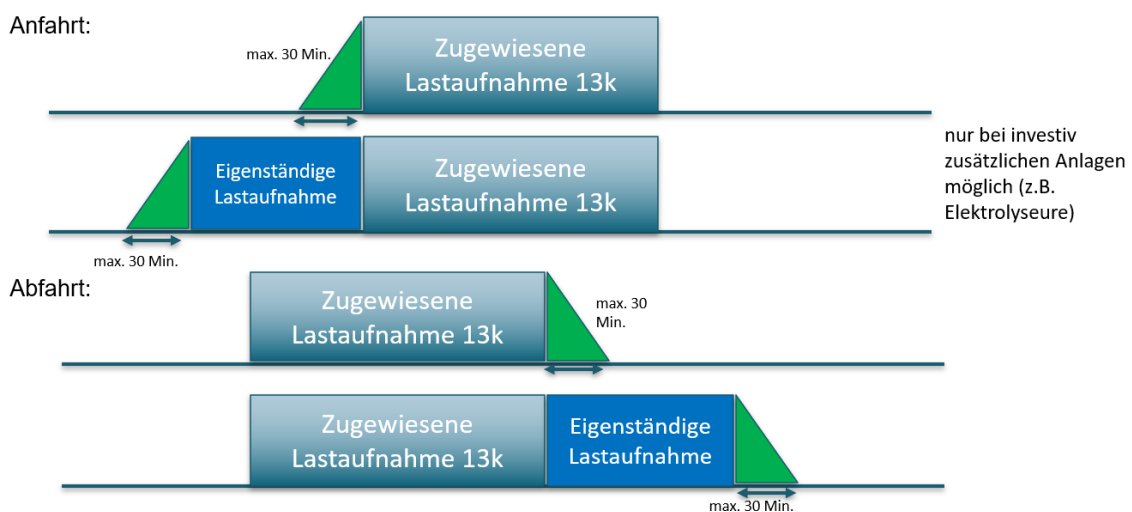 Anfahrt:
max. 30 Min.
Zugewiesene
Lastaufnahme 13k
Eigenständige
Lastaufnahme
Zugewiesene
Lastaufnahme 13k
max. 30 Min.
nur bei investiv
zusätzlichen Anlagen
möglich (z.B.
Elektrolyseure)
Abfahrt:
Zugewiesene
Lastaufnahme 13k
max. 30
Min.
Zugewiesene
Lastaufnahme 13k
Eigenständige
Lastaufnahme
max. 30 Min.